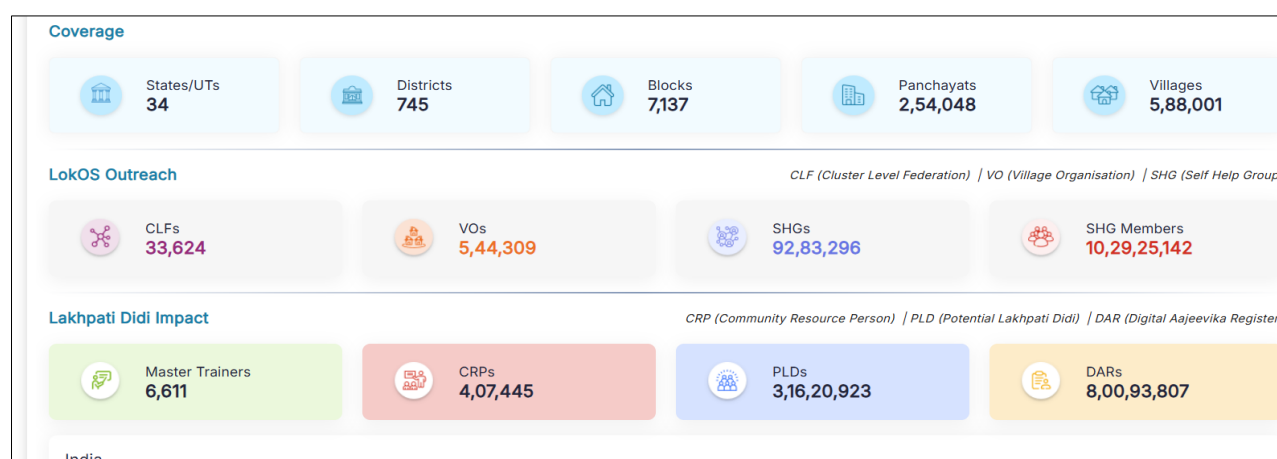 Coverage
States/UTs
34
Districts
745
Blocks
7,137
Panchayats
2,54,048
Villages
5,88,001
LokOS Outreach
CLF (Cluster Level Federation) | VO (Village Organisation) | SHG (Self Help Group
CLFs
33,624
VOs
5,44,309
SHGs
92,83,296
SHG Members
10,29,25,142
Lakhpati Didi Impact
CRP (Community Resource Person) | PLD (Potential Lakhpati Didi) | DAR (Digital Aajeevika Register
Master Trainers
6,611
CRPs
4,07,445
PLDs
3,16,20,923
DARs
8,00,93,807
India